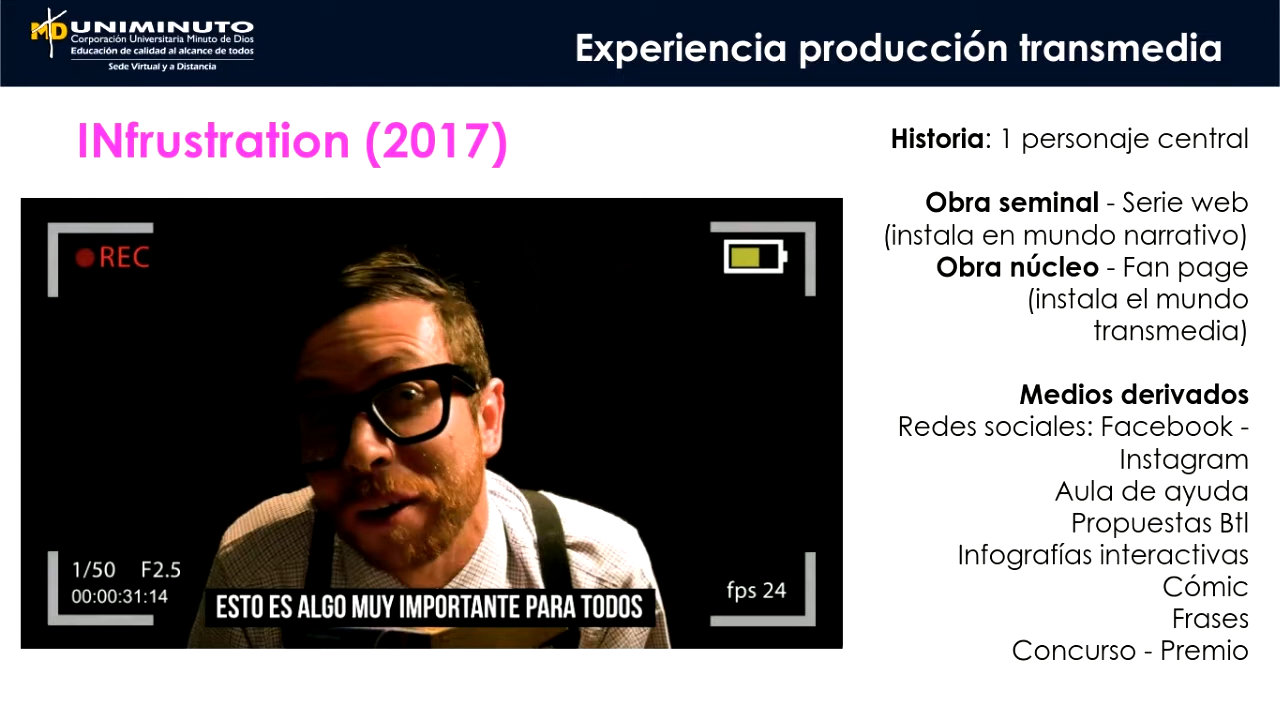 UNIMINUTO
Corporación Universitaria Minuto de Dios
Educación de calidad al alcance de todos
Sede Virtual y a Distancia
Experiencia producción transmedia
INfrustration (2017)
REC
1/50 F2.5
00:00:31:14
fps 24
ESTO ES ALGO MUY IMPORTANTE PARA TODOS
Historia: 1 personaje central
Obra seminal - Serie web
(instala en mundo narrativo)
Obra núcleo - Fan page
(instala el mundo
transmedia)
Medios derivados
Redes sociales: Facebook -
Instagram
Aula de ayuda
Propuestas Btl
Infografías interactivas
Cómic
Frases
Concurso - Premio